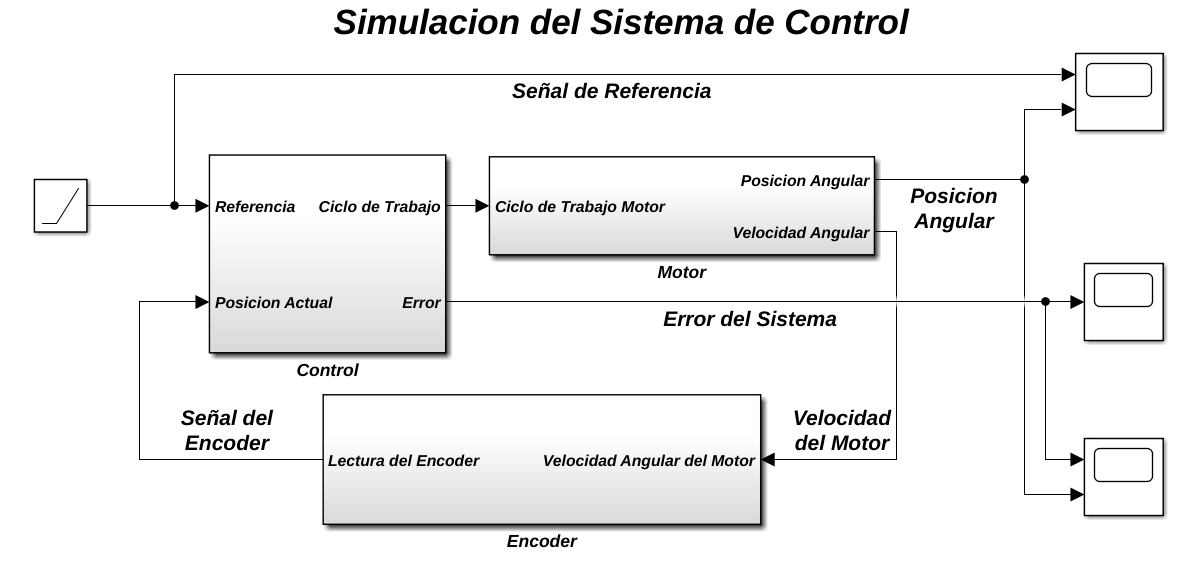 Simulacion del Sistema de Control
Señal de Referencia
Referencia
Ciclo de Trabajo
Posicion Actual
Error
Control
Ciclo de Trabajo Motor
Posicion Angular
Velocidad Angular
Motor
Posicion
Angular
Error del Sistema
Señal del
Encoder
Lectura del Encoder
Velocidad Angular del Motor
Encoder
Velocidad
del Motor